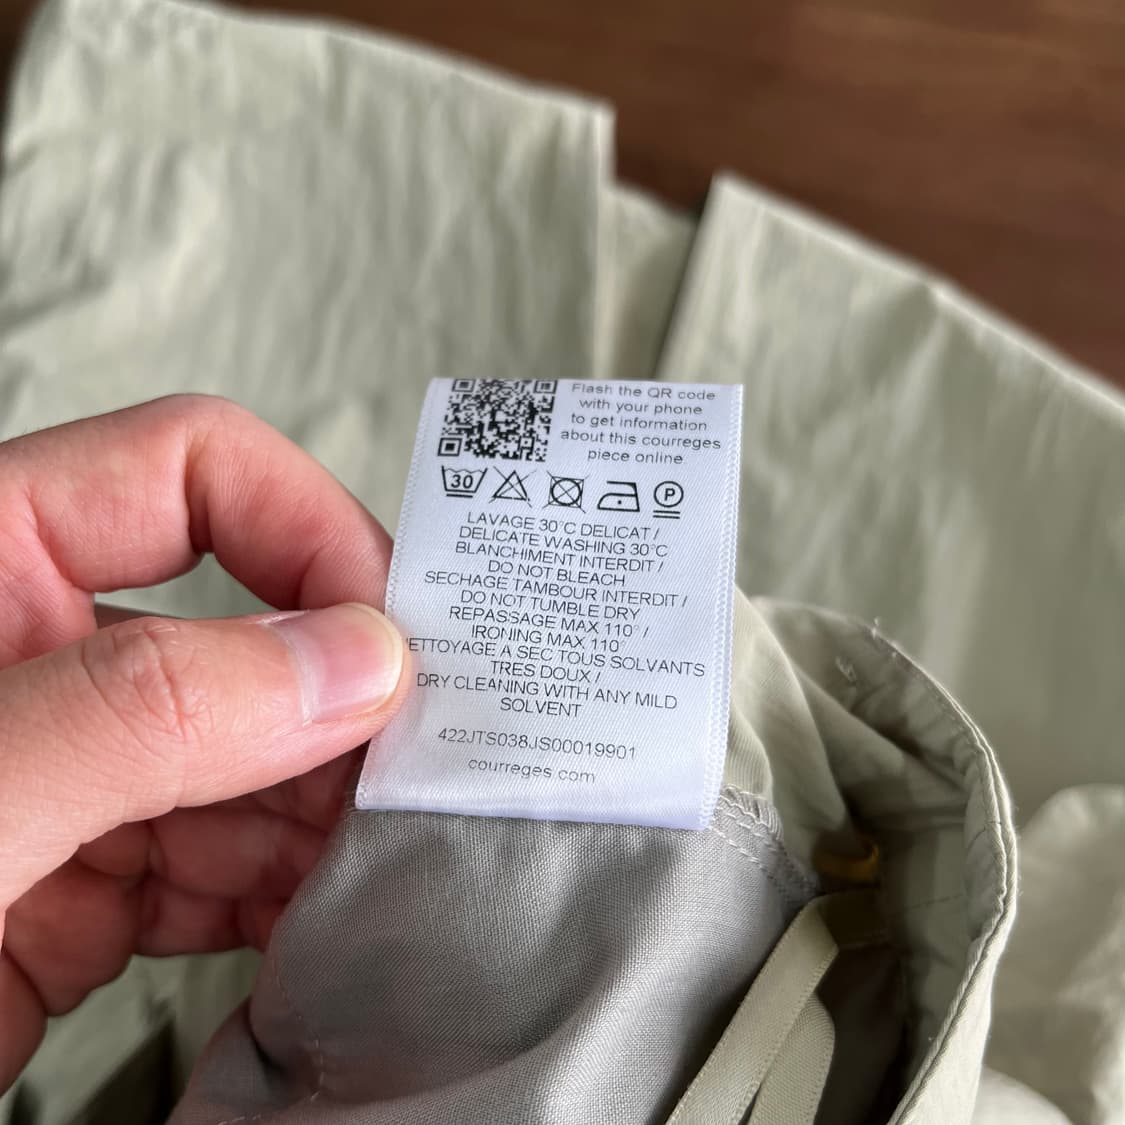 Flash the QR code
with your phone
to get information
about this courreges
piece online.
30 P
LAVAGE 30°C DELICAT /
DELICATE WASHING 30°C
BLANCHIMENT INTERDIT /
DO NOT BLEACH
SECHAGE TAMBOUR INTERDIT /
DO NOT TUMBLE DRY
REPASSAGE MAX 110° /
IRONING MAX 110°
ETTOYAGE A SEC TOUS SOLVANTS
TRES DOUX /
DRY CLEANING WITH ANY MILD
SOLVENT
422JTS038JS00019901
courreges.com